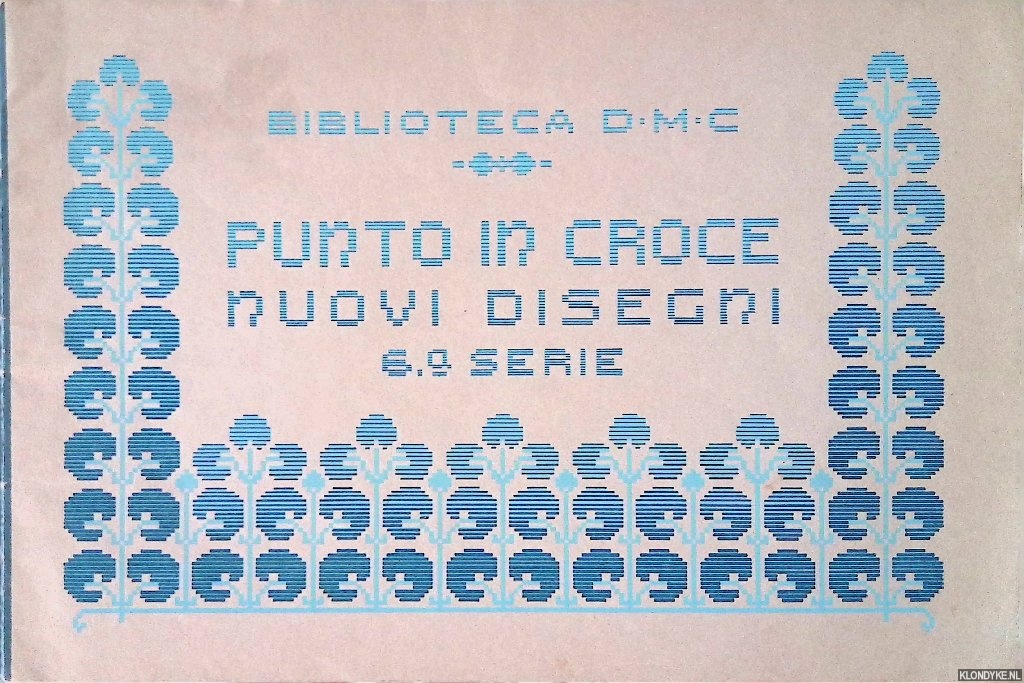 BIBLIOTECA D·M·C
PUNTO IN CROCE
NUOVI DISEGNI
6.º SERIE
KLONDYKE.NL